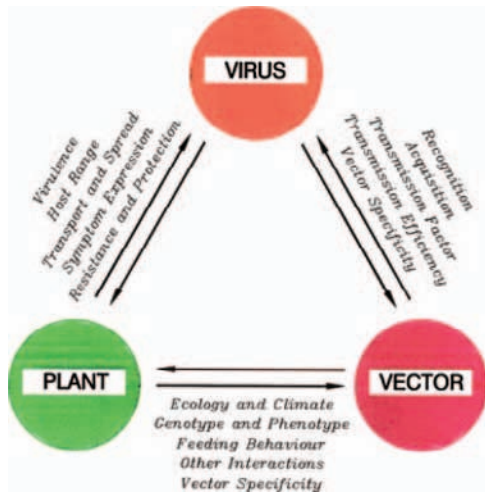 VIRUS
Virulence
Host Range
Transport and Spread
Symptom Expression
Resistance and Protection
Recognition
Acquisition
Transmission Factor
Transmission Efficiency
Vector Specificity
PLANT
VECTOR
Ecology and Climate
Genotype and Phenotype
Feeding Behaviour
Other Interactions
Vector Specificity